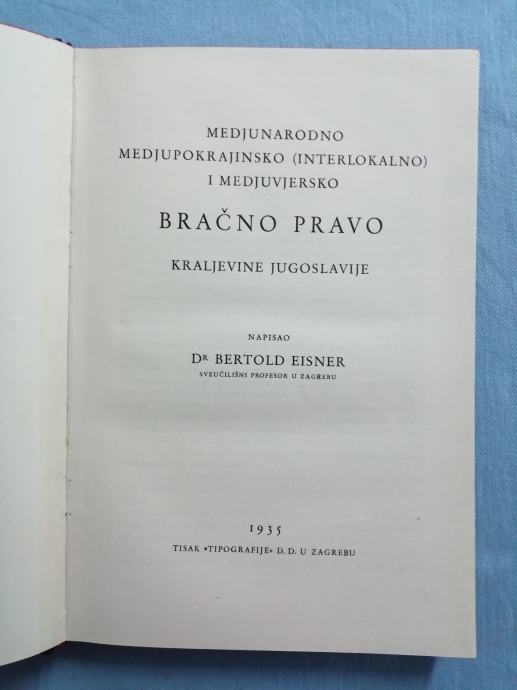 MEDJUNARODNO
MEDJUPOKRAJINSKO (INTERLOKALNO)
I MEDJUVJERSKO
BRAČNO PRAVO
KRALJEVINE JUGOSLAVIJE
NAPISAO
DR BERTOLD EISNER
SVEUČILIŠNI PROFESOR U ZAGREBU
1935
TISAK »TIPOGRAFIJE« D. D. U ZAGREBU